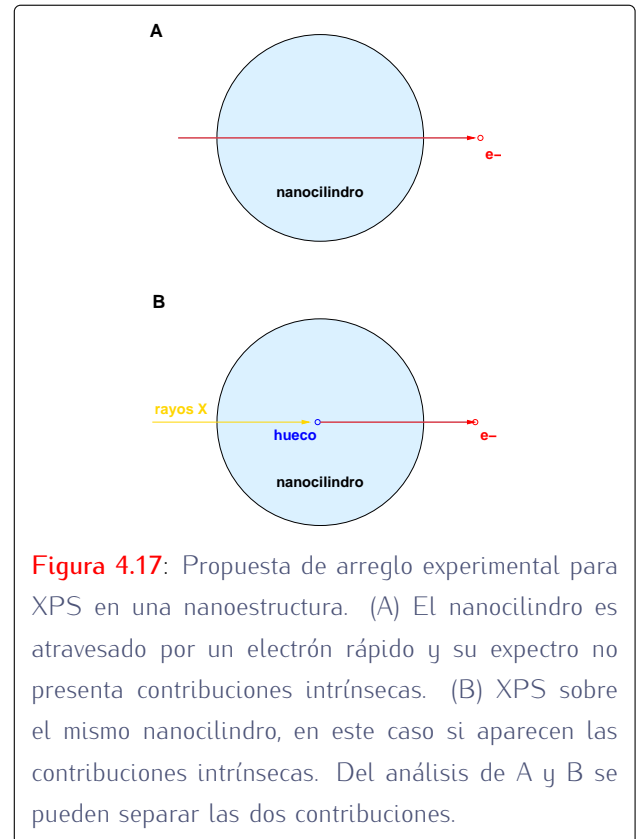 A
e−
nanocilindro
B
rayos X
hueco
e−
nanocilindro
Figura 4.17: Propuesta de arreglo experimental para
XPS en una nanoestructura. (A) El nanocilindro es
atravesado por un electrón rápido y su expectro no
presenta contribuciones intrínsecas. (B) XPS sobre
el mismo nanocilindro, en este caso si aparecen las
contribuciones intrínsecas. Del análisis de A y B se
pueden separar las dos contribuciones.